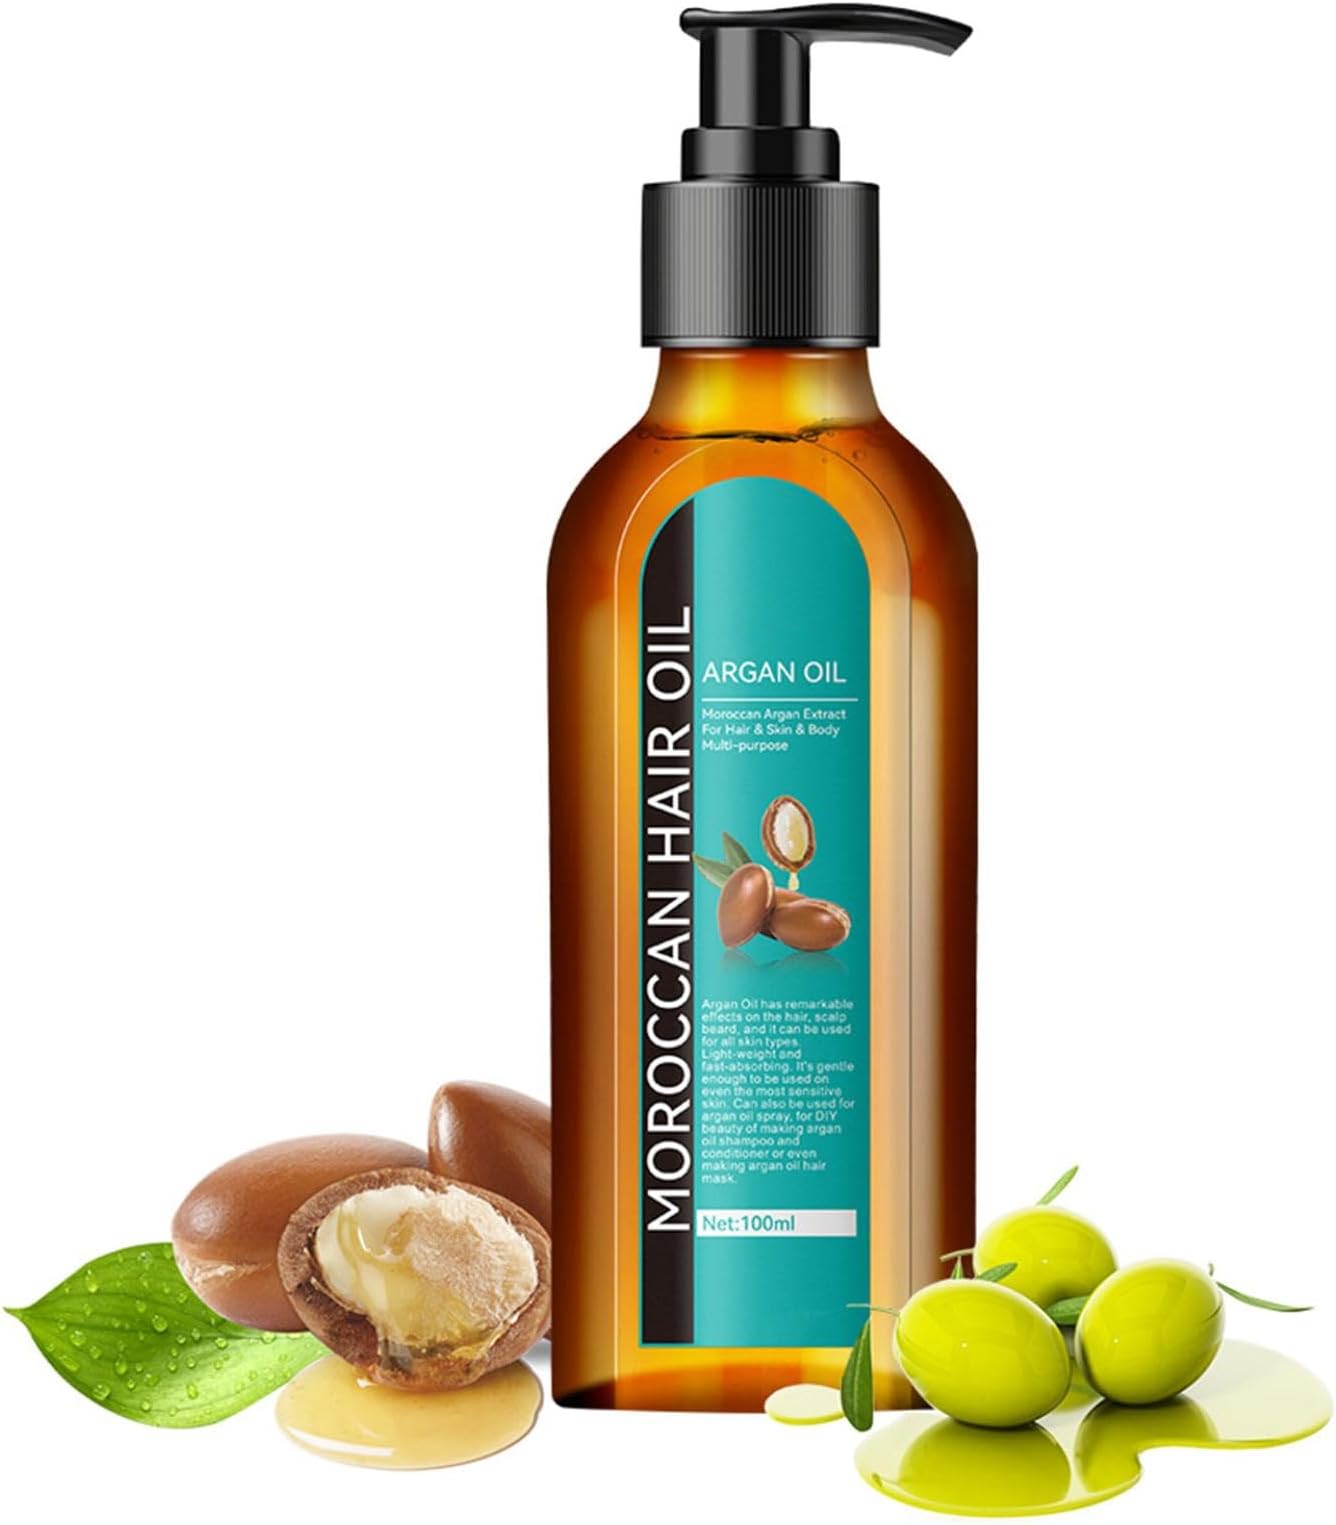 MOROCCAN HAIR OIL
ARGAN OIL
Moroccan Argan Extract
For Hair & Skin & Body
Multi-purpose
Argan Oil has remarkable
effects on the hair, scalp
beard, and it can be used
for all skin types.
Light-weight and
fast-absorbing. It's gentle
enough to be used on
even the most sensitive
skin. Can also be used for
argan oil spray, for DIY
beauty of making argan
oil shampoo and
conditioner or even
making argan oil hair
mask.
Net:100ml